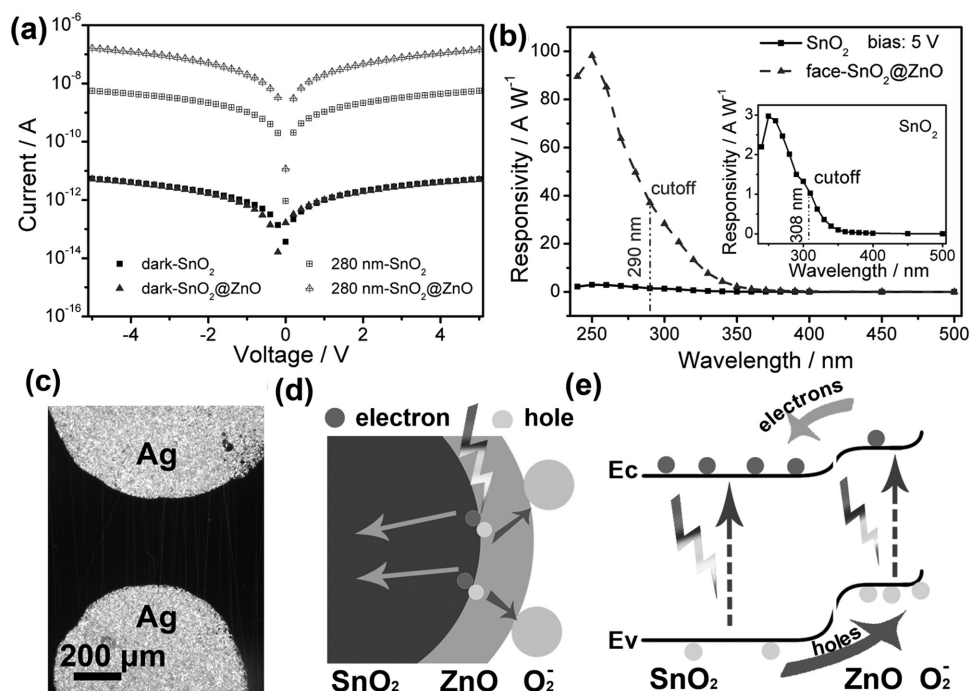 (a)
Current / A
10⁻⁶
10⁻⁸
10⁻¹⁰
10⁻¹²
10⁻¹⁴
10⁻¹⁶
dark-SnO₂
dark-SnO₂@ZnO
280 nm-SnO₂
280 nm-SnO₂@ZnO
-4 -2 0 2 4
Voltage / V
(b)
Responsivity / A W⁻¹
100
80
60
40
20
0
SnO₂ bias: 5 V
face-SnO₂@ZnO
cutoff
290 nm
250 300 350 400 450 500
Wavelength / nm
Responsivity / A W⁻¹
3
2
1
0
SnO₂
cutoff
308 nm
300 400 500
Wavelength / nm
(c)
Ag
Ag
200 µm
(d)
electron hole
SnO₂ ZnO O₂⁻
(e)
electrons
Ec
Ev
holes
SnO₂ ZnO O₂⁻